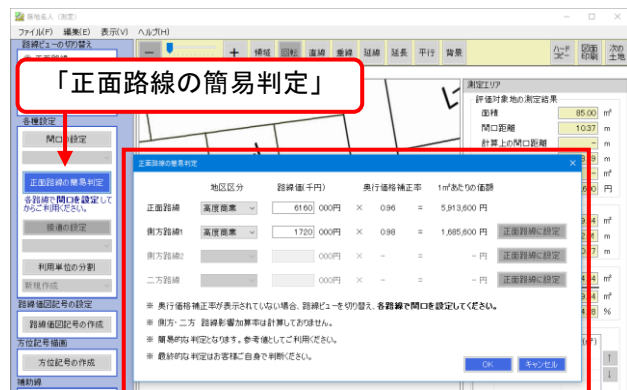 築地名人 (測定)
ファイル(F) 編集(E) 表示(V) ヘルプ(H)
路線ビューの切り替え
領域 回転 直線 垂線 延線 延長 平行 背景
ハードコピー 図面印刷 次の土地
「正面路線の簡易判定」
測定エリア
評価対象地の測定結果
面積 85.00 ㎡
間口距離 10.37 m
計算上の間口距離 - m
各種設定
間口の設定
正面路線の簡易判定
各路線で間口を設定してからご利用ください。
接道の設定
利用単位の分割
新規作成
路線価図記号の設定
路線価図記号の作成
方位記号描画
方位記号の作成
補助線
正面路線の簡易判定
地区区分 路線価(千円) 奥行価格補正率 1㎡あたりの価額
正面路線 高度商業 6160 000円 × 0.96 = 5,913,600 円
側方路線1 高度商業 1720 000円 × 0.98 = 1,685,600 円 正面路線に設定
側方路線2 000円 × - = - 円 正面路線に設定
二方路線 000円 × - = - 円 正面路線に設定
※ 奥行価格補正率が表示されていない場合、路線ビューを切り替え、各路線で間口を設定してください。
※ 側方・二方 路線影響加算率は計算しておりません。
※ 簡易的な判定となります。参考値としてご利用ください。
※ 最終的な判定はお客様ご自身で判断ください。
OK キャンセル